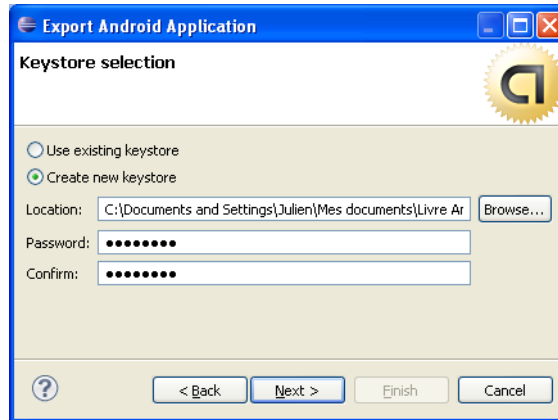 Export Android Application
Keystore selection
Use existing keystore
Create new keystore
Location: C:\Documents and Settings\Julien\Mes documents\Livre Ar Browse...
Password: ●●●●●●●●
Confirm: ●●●●●●●●
? < Back Next > Finish Cancel